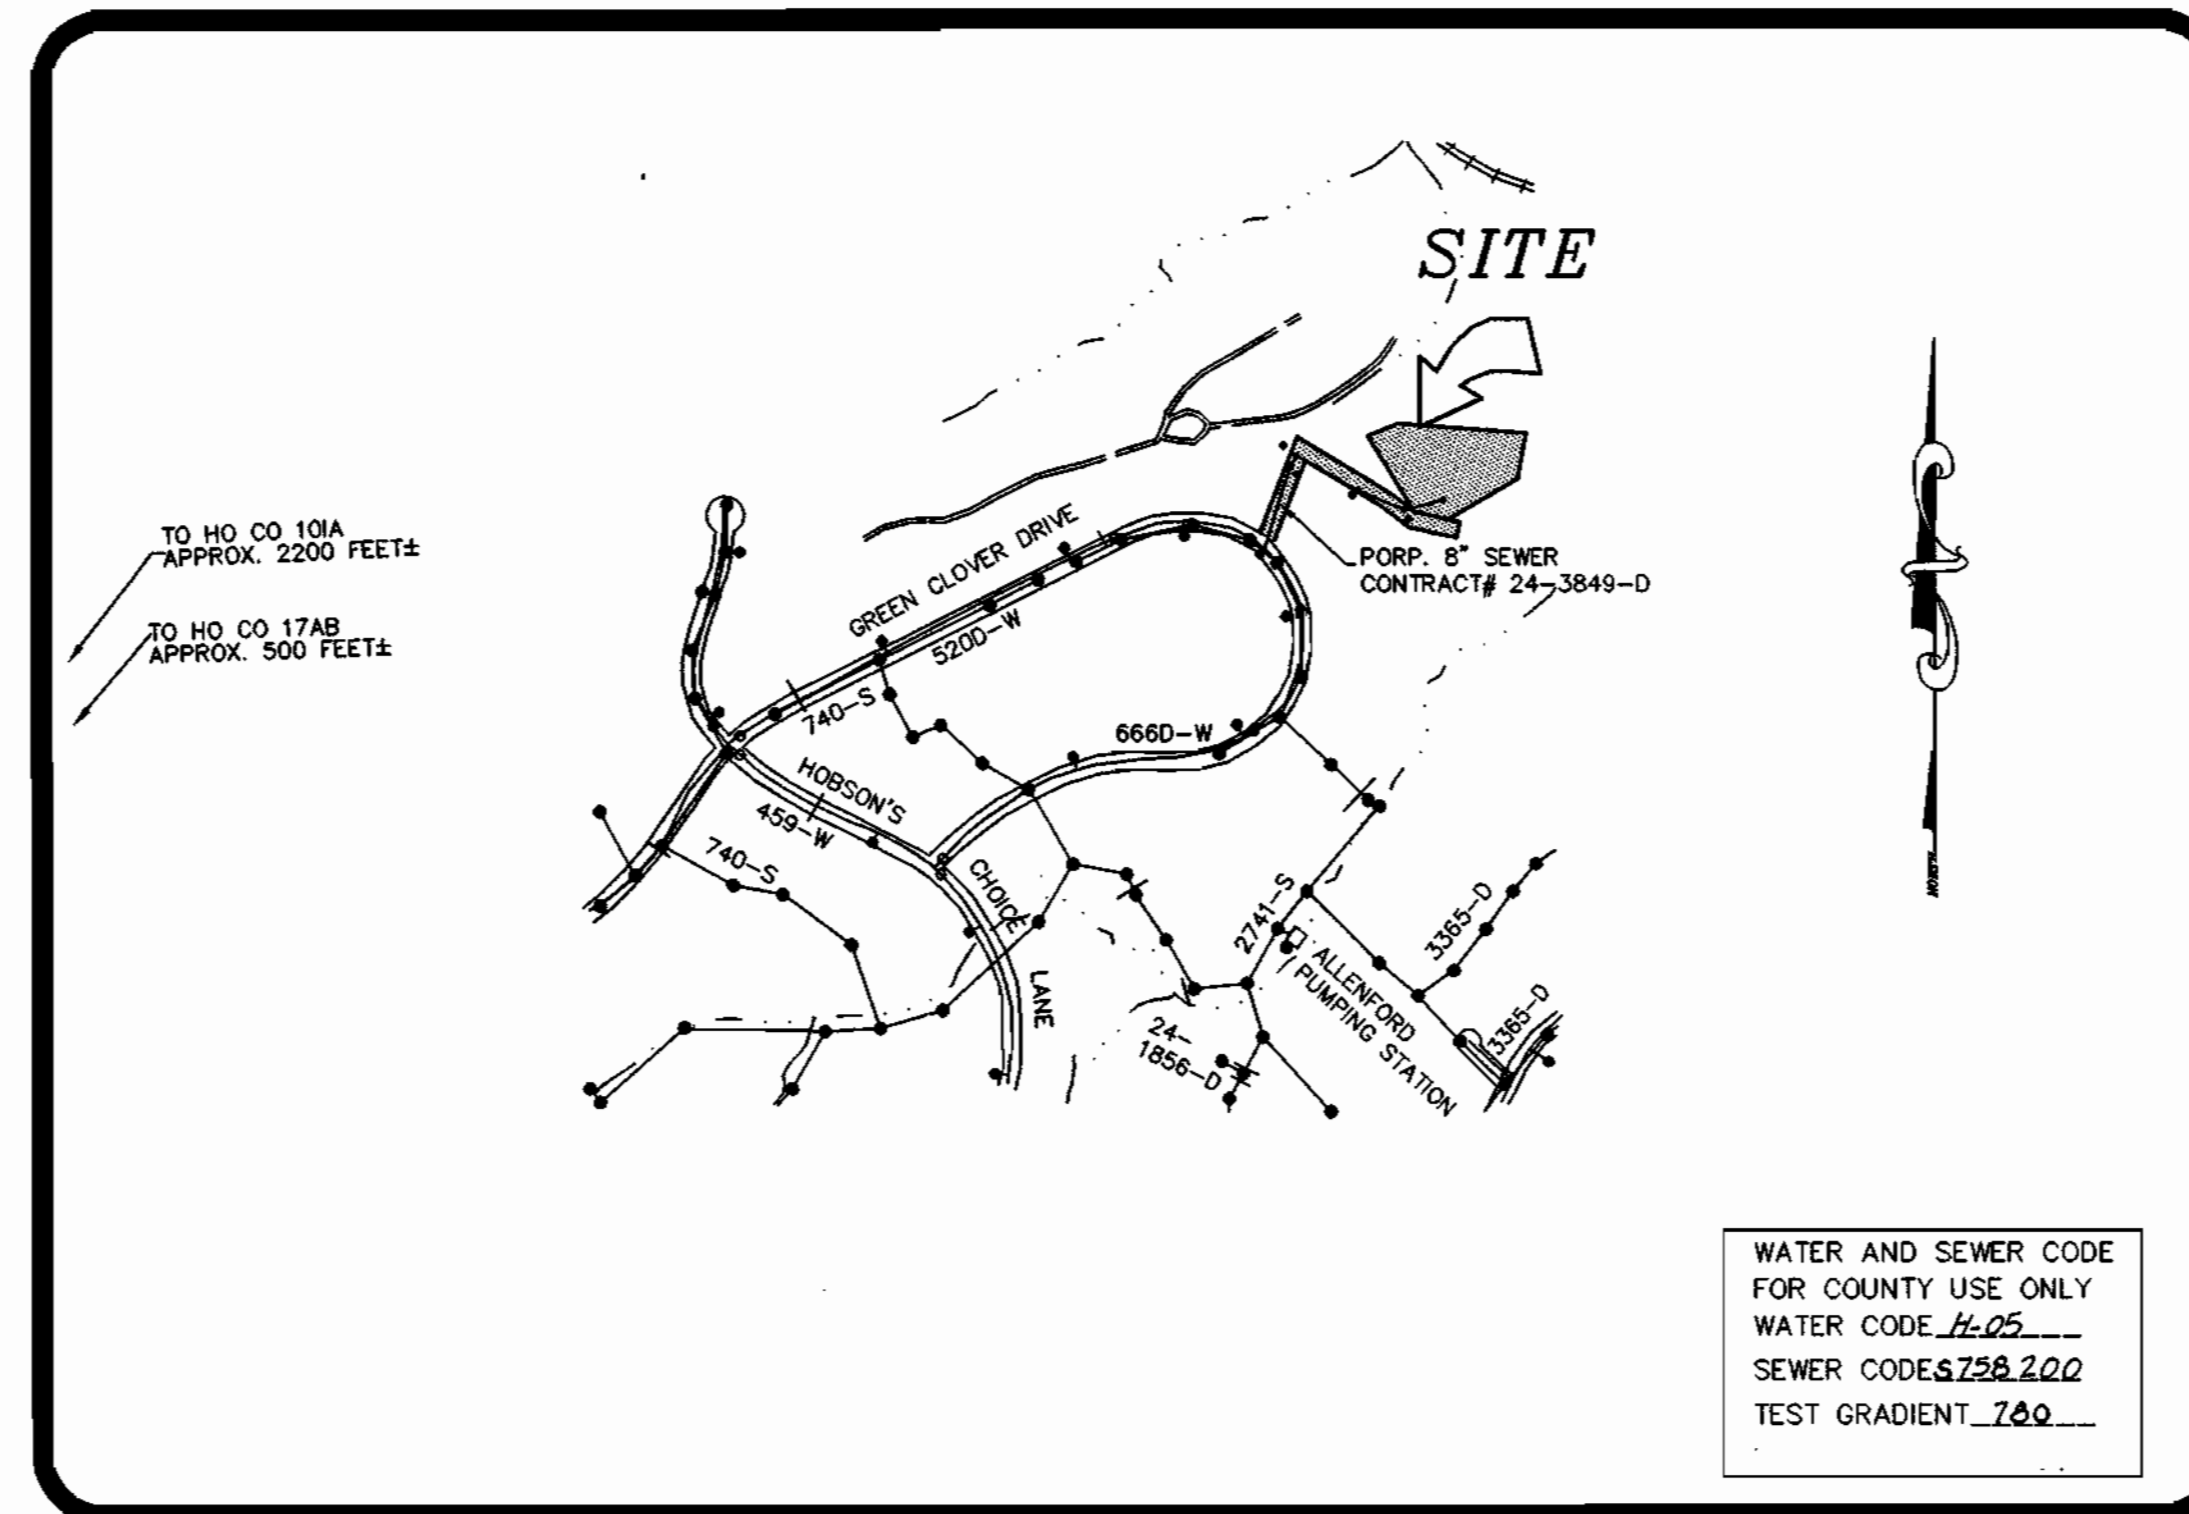 SITE
TO HO CO 101A
APPROX. 2200 FEET±
TO HO CO 17AB
APPROX. 500 FEET±
GREEN CLOVER DRIVE
520D-W
PORP. 8" SEWER
CONTRACT# 24-3849-D
740-S
666D-W
HOBSON'S
CHOICE
LANE
459-W
740-S
2741-S
3365-D
3365-D
ALLENFORD
PUMPING STATION
24-
1856-D
WATER AND SEWER CODE
FOR COUNTY USE ONLY
WATER CODE H-05
SEWER CODE S758 200
TEST GRADIENT 780